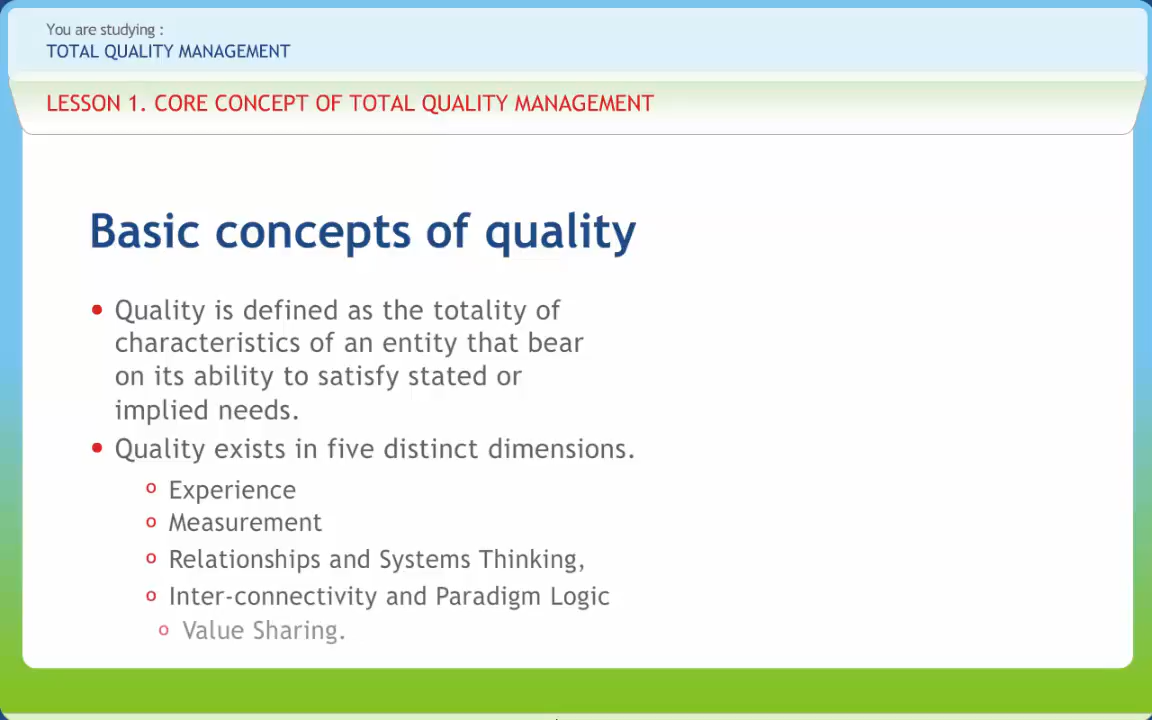 You are studying :
TOTAL QUALITY MANAGEMENT
LESSON 1. CORE CONCEPT OF TOTAL QUALITY MANAGEMENT
Basic concepts of quality
• Quality is defined as the totality of
characteristics of an entity that bear
on its ability to satisfy stated or
implied needs.
• Quality exists in five distinct dimensions.
o Experience
o Measurement
o Relationships and Systems Thinking,
o Inter-connectivity and Paradigm Logic
o Value Sharing.